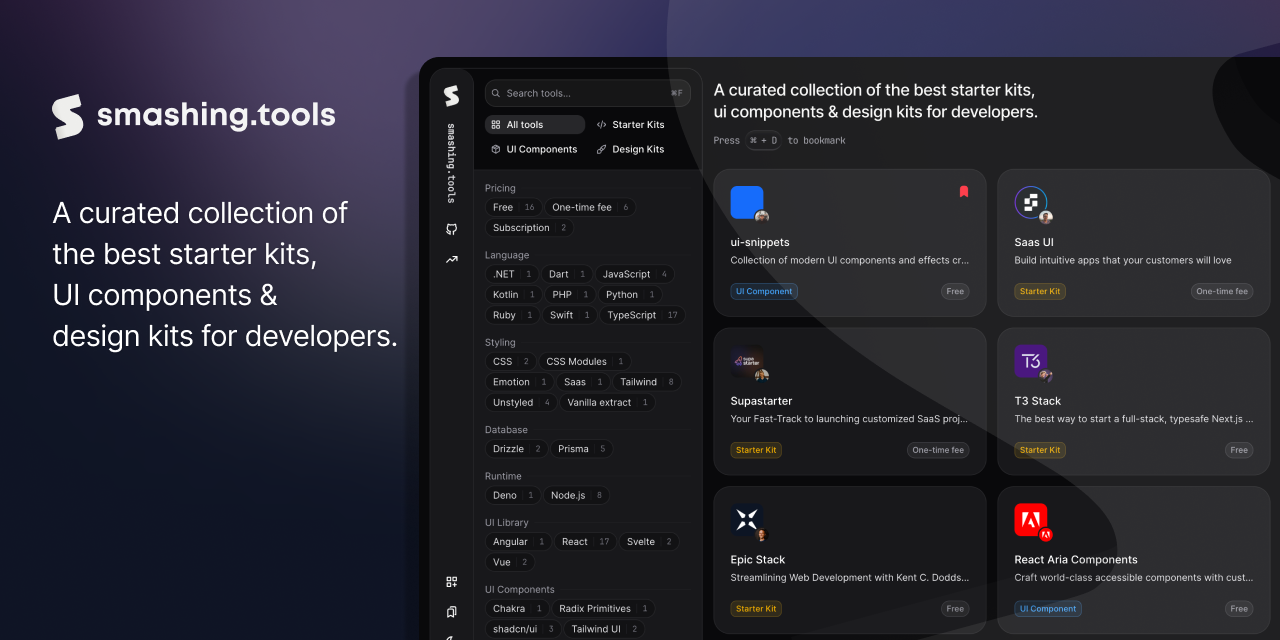 smashing.tools
A curated collection of
the best starter kits,
UI components &
design kits for developers.
smashing.tools
Search tools...
⌘F
All tools
Starter Kits
UI Components
Design Kits
Pricing
Free 16 One-time fee 6
Subscription 2
Language
.NET 1 Dart 1 JavaScript 4
Kotlin 1 PHP 1 Python 1
Ruby 1 Swift 1 TypeScript 17
Styling
CSS 2 CSS Modules 1
Emotion 1 Saas 1 Tailwind 8
Unstyled 4 Vanilla extract 1
Database
Drizzle 2 Prisma 5
Runtime
Deno 1 Node.js 8
UI Library
Angular 1 React 17 Svelte 2
Vue 2
UI Components
Chakra 1 Radix Primitives 1
shadcn/ui 3 Tailwind UI 2
A curated collection of the best starter kits,
ui components & design kits for developers.
Press ⌘ + D to bookmark
ui-snippets
Collection of modern UI components and effects cr...
UI Component Free
Saas UI
Build intuitive apps that your customers will love
Starter Kit One-time fee
supa
starter
Supastarter
Your Fast-Track to launching customized SaaS proj...
Starter Kit One-time fee
T3
T3 Stack
The best way to start a full-stack, typesafe Next.js ...
Starter Kit Free
Epic Stack
Streamlining Web Development with Kent C. Dodds...
Starter Kit Free
React Aria Components
Craft world-class accessible components with cust...
UI Component Free